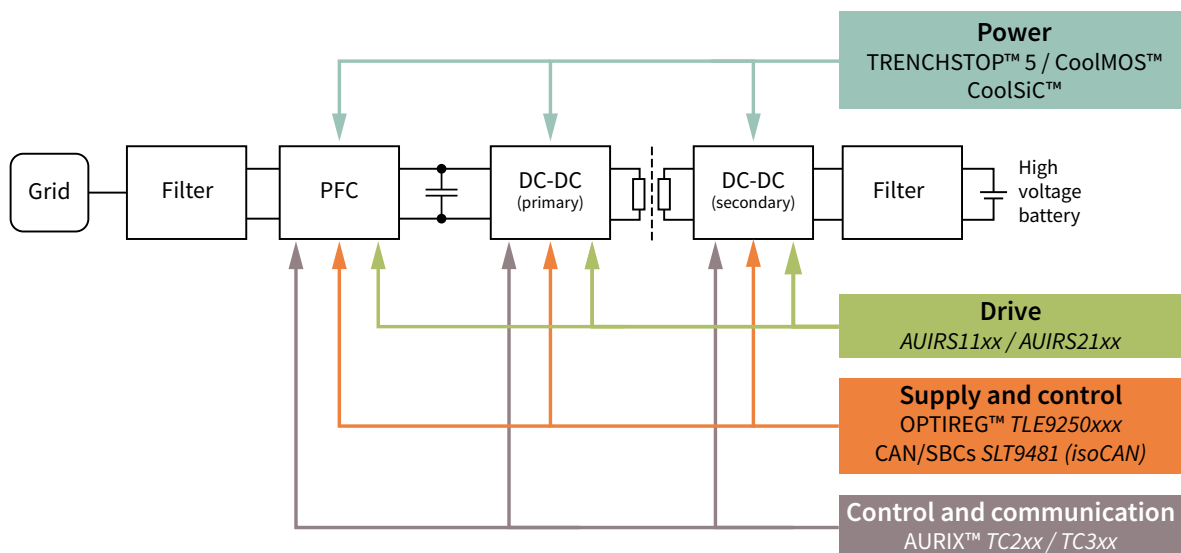 Power
TRENCHSTOP™ 5 / CoolMOS™
CoolSiC™
Grid
Filter
PFC
DC-DC
(primary)
DC-DC
(secondary)
Filter
High
voltage
battery
Drive
AUIRS11xx / AUIRS21xx
Supply and control
OPTIREG™ TLE9250xxx
CAN/SBCs SLT9481 (isoCAN)
Control and communication
AURIX™ TC2xx / TC3xx